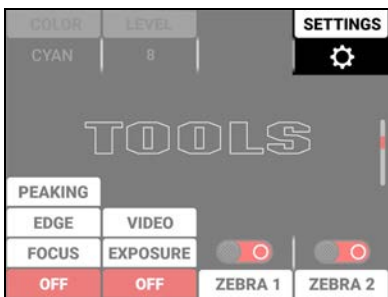 COLOR LEVEL SETTINGS
CYAN 8
TOOLS
PEAKING
EDGE VIDEO
FOCUS EXPOSURE
OFF OFF ZEBRA 1 ZEBRA 2